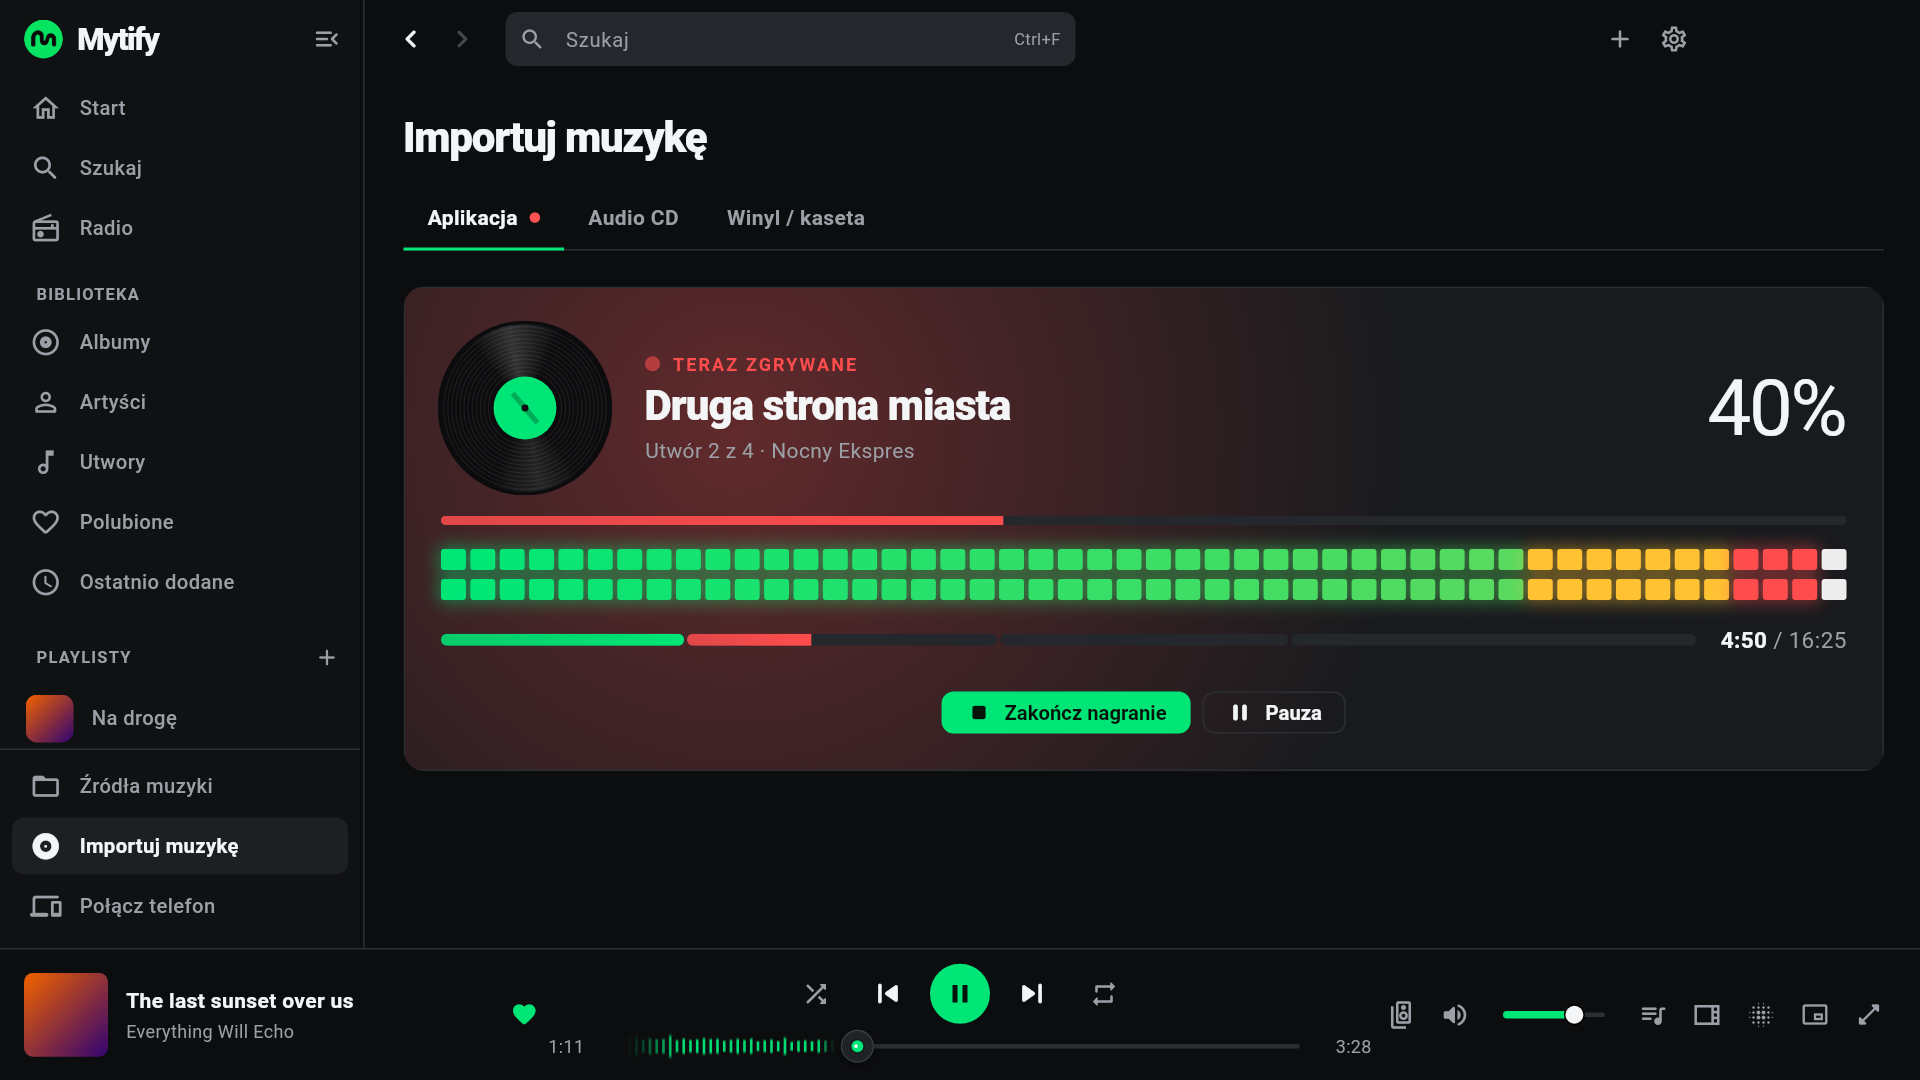 Mytify
Szukaj
Ctrl+F
Start
Szukaj
Radio
BIBLIOTEKA
Albumy
Artyści
Utwory
Polubione
Ostatnio dodane
PLAYLISTY
Na drogę
Źródła muzyki
Importuj muzykę
Połącz telefon
Importuj muzykę
Aplikacja
Audio CD
Winyl / kaseta
TERAZ ZGRYWANE
Druga strona miasta
Utwór 2 z 4 · Nocny Ekspres
40%
4:50 / 16:25
Zakończ nagranie
Pauza
The last sunset over us
Everything Will Echo
1:11
3:28